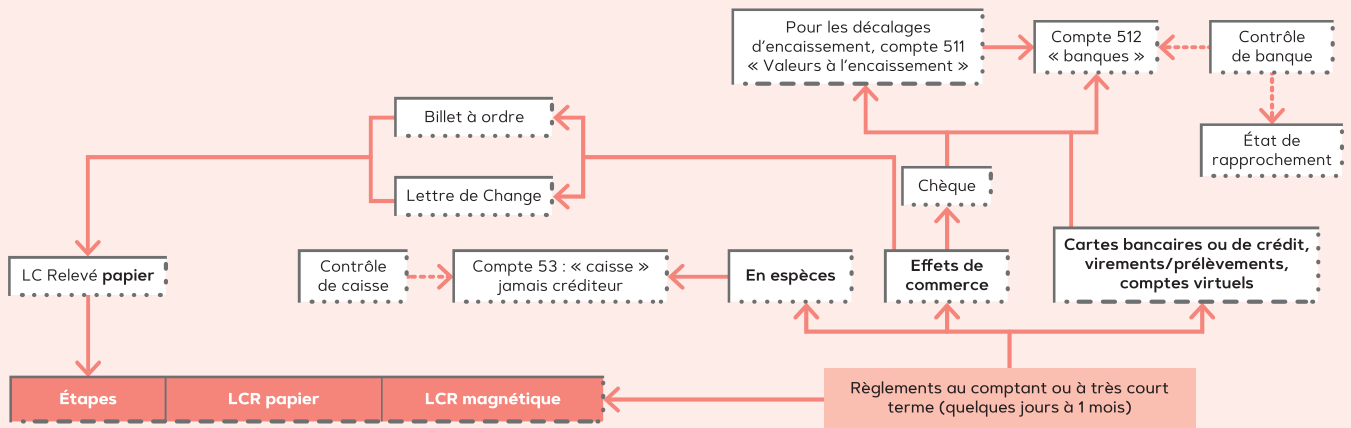 Pour les décalages
d'encaissement, compte 511
« Valeurs à l'encaissement »
Compte 512
« banques »
Contrôle
de banque
État de
rapprochement
Billet à ordre
Lettre de Change
Chèque
LC Relevé papier
Contrôle
de caisse
Compte 53 : « caisse »
jamais créditeur
En espèces
Effets de
commerce
Cartes bancaires ou de crédit,
virements/prélèvements,
comptes virtuels
Étapes
LCR papier
LCR magnétique
Règlements au comptant ou à très court
terme (quelques jours à 1 mois)